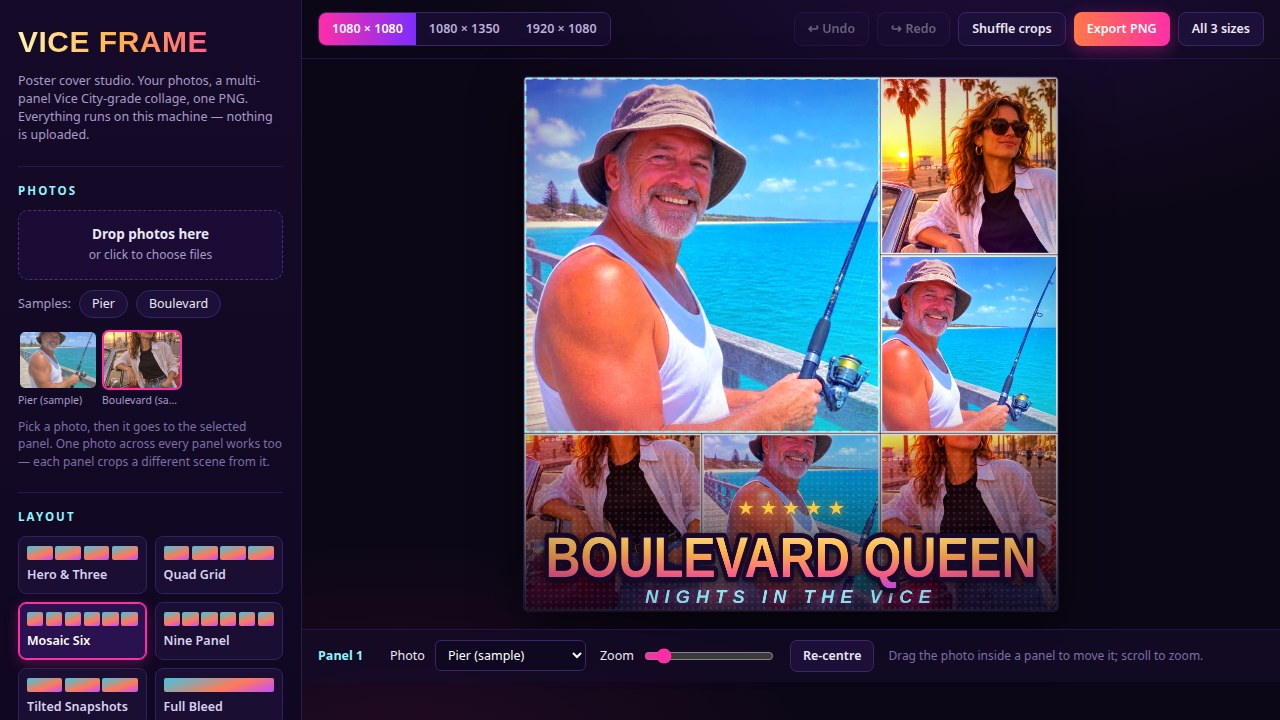 VICE FRAME
Poster cover studio. Your photos, a multi-
panel Vice City-grade collage, one PNG.
Everything runs on this machine — nothing
is uploaded.
PHOTOS
Drop photos here
or click to choose files
Samples: Pier Boulevard
Pier (sample) Boulevard (sa...
Pick a photo, then it goes to the selected
panel. One photo across every panel works too
— each panel crops a different scene from it.
LAYOUT
Hero & Three Quad Grid
Mosaic Six Nine Panel
Tilted Snapshots Full Bleed
1080 × 1080 1080 × 1350 1920 × 1080
↩ Undo ↪ Redo Shuffle crops Export PNG All 3 sizes
★ ★ ★ ★ ★
BOULEVARD QUEEN
NIGHTS IN THE VICE
Panel 1 Photo Pier (sample) Zoom Re-centre Drag the photo inside a panel to move it; scroll to zoom.